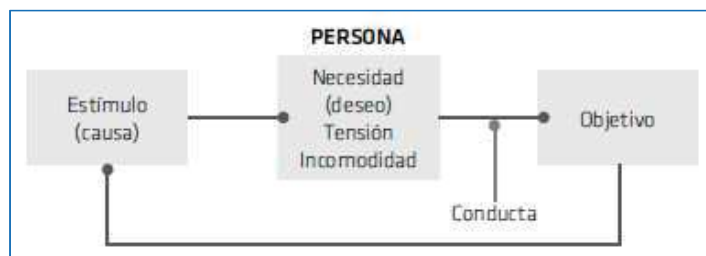 PERSONA
Estímulo
(causa)
Necesidad
(deseo)
Tensión
Incomodidad
Objetivo
Conducta